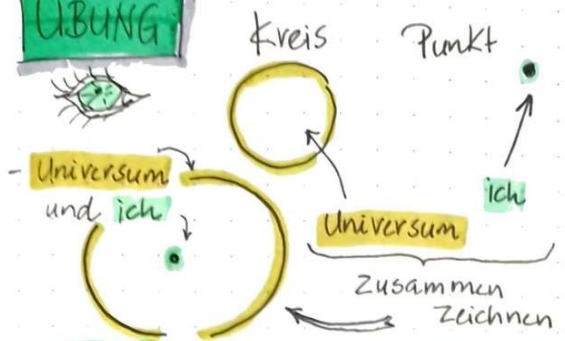 ÜBUNG
Kreis
Punkt
- Universum
und ich
Universum
ich
zusammen
zeichnen